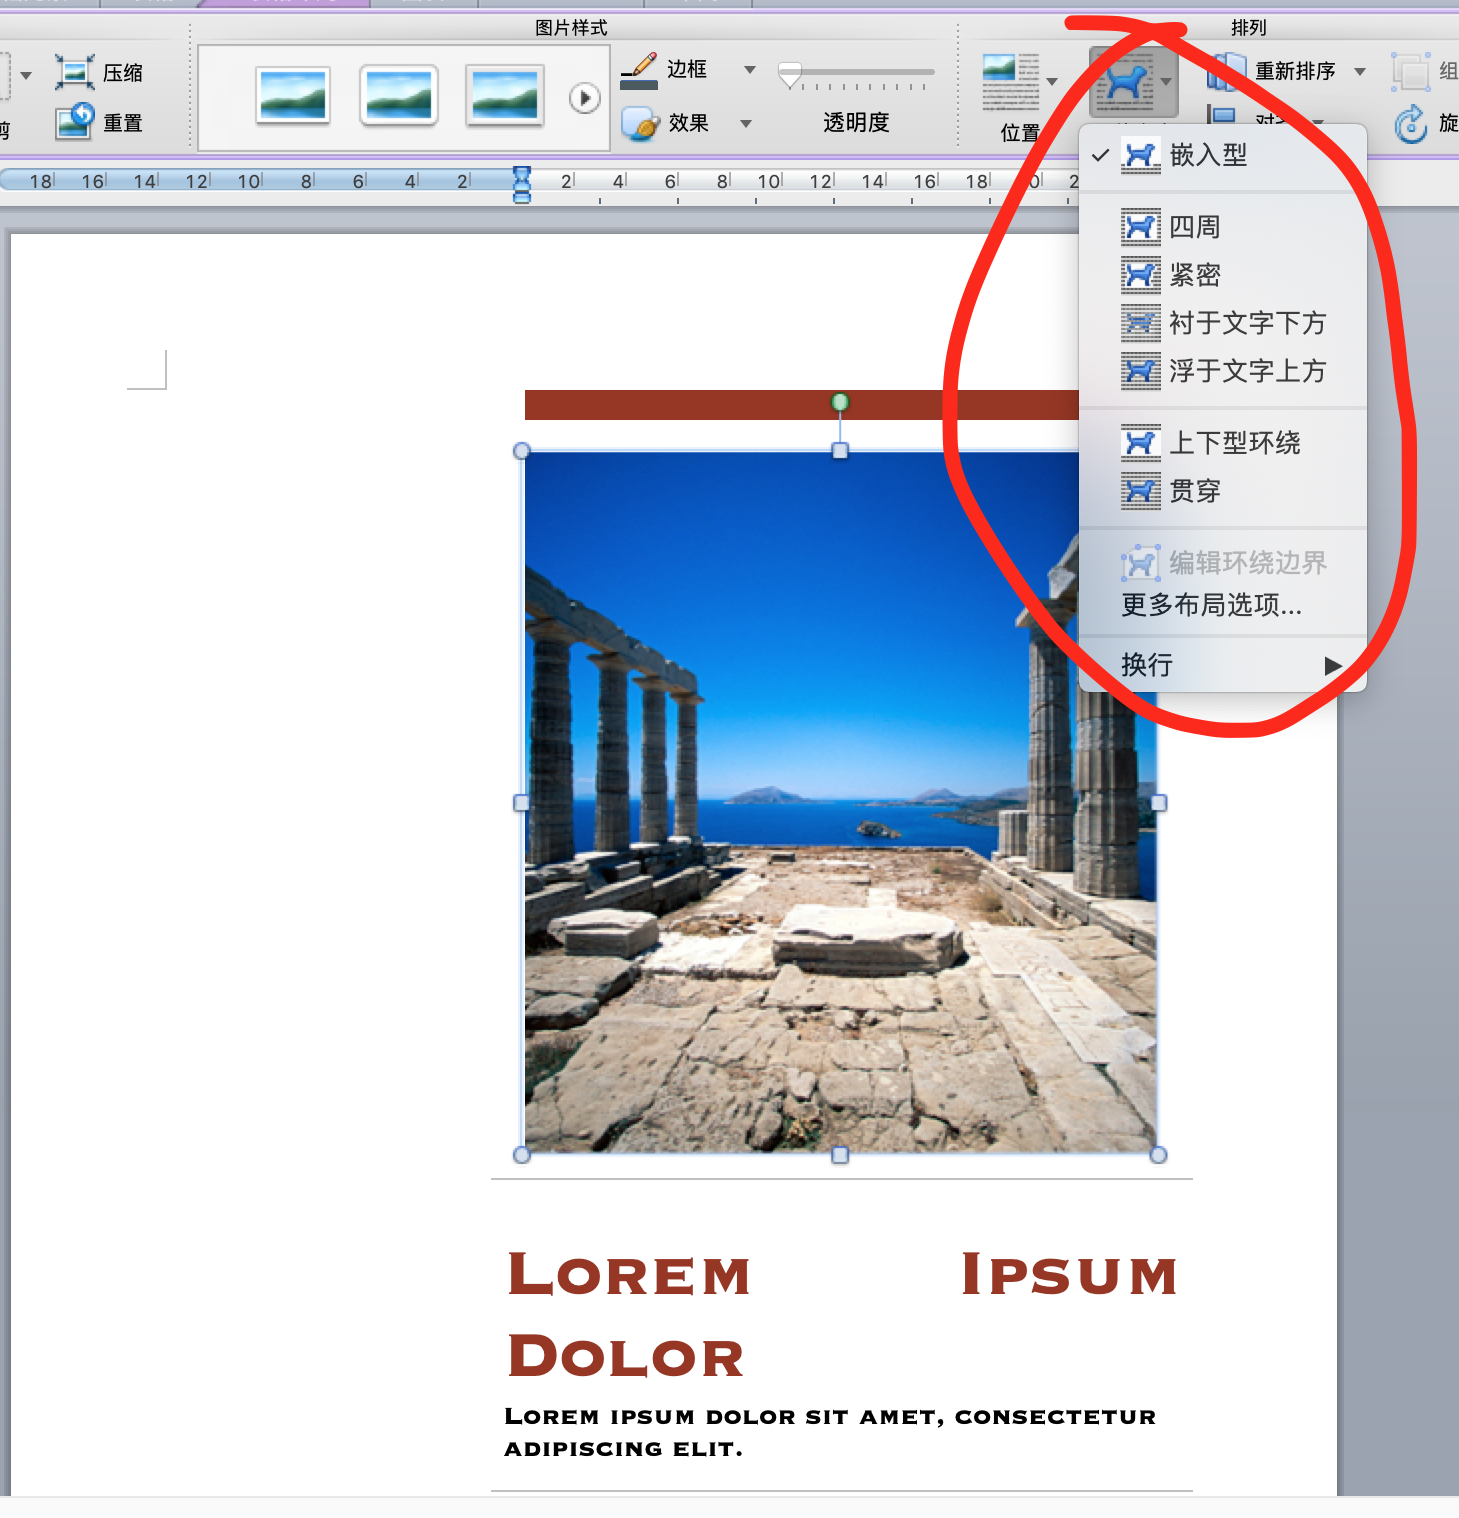 图片样式
排列
压缩
边框
重新排序
组
剪
重置
效果
透明度
位置
旋
18 16 14 12 10 8 6 4 2 2 4 6 8 10 12 14 16 18
嵌入型
四周
紧密
衬于文字下方
浮于文字上方
上下型环绕
贯穿
编辑环绕边界
更多布局选项...
换行
LOREM IPSUM
DOLOR
LOREM IPSUM DOLOR SIT AMET, CONSECTETUR
ADIPISCING ELIT.